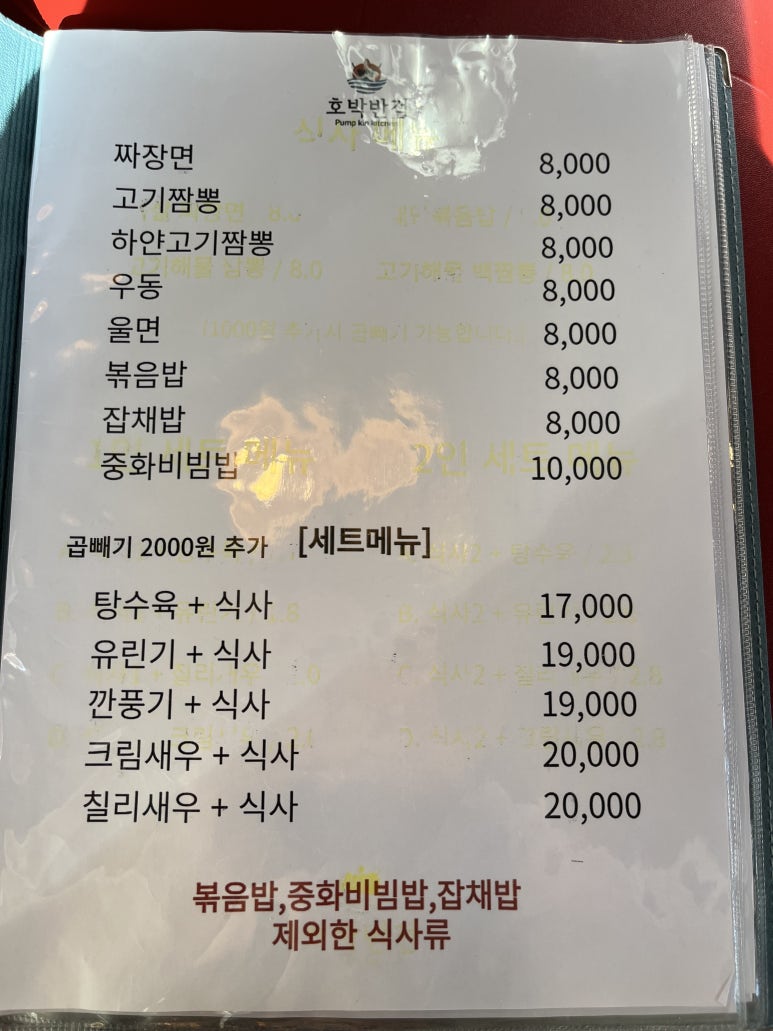 호박반점
Pump kin kitchen
짜장면 8,000
고기짬뽕 8,000
하얀고기짬뽕 8,000
우동 8,000
울면 8,000
볶음밥 8,000
잡채밥 8,000
중화비빔밥 10,000
곱빼기 2000원 추가 [세트메뉴]
탕수육 + 식사 17,000
유린기 + 식사 19,000
깐풍기 + 식사 19,000
크림새우 + 식사 20,000
칠리새우 + 식사 20,000
볶음밥,중화비빔밥,잡채밥
제외한 식사류